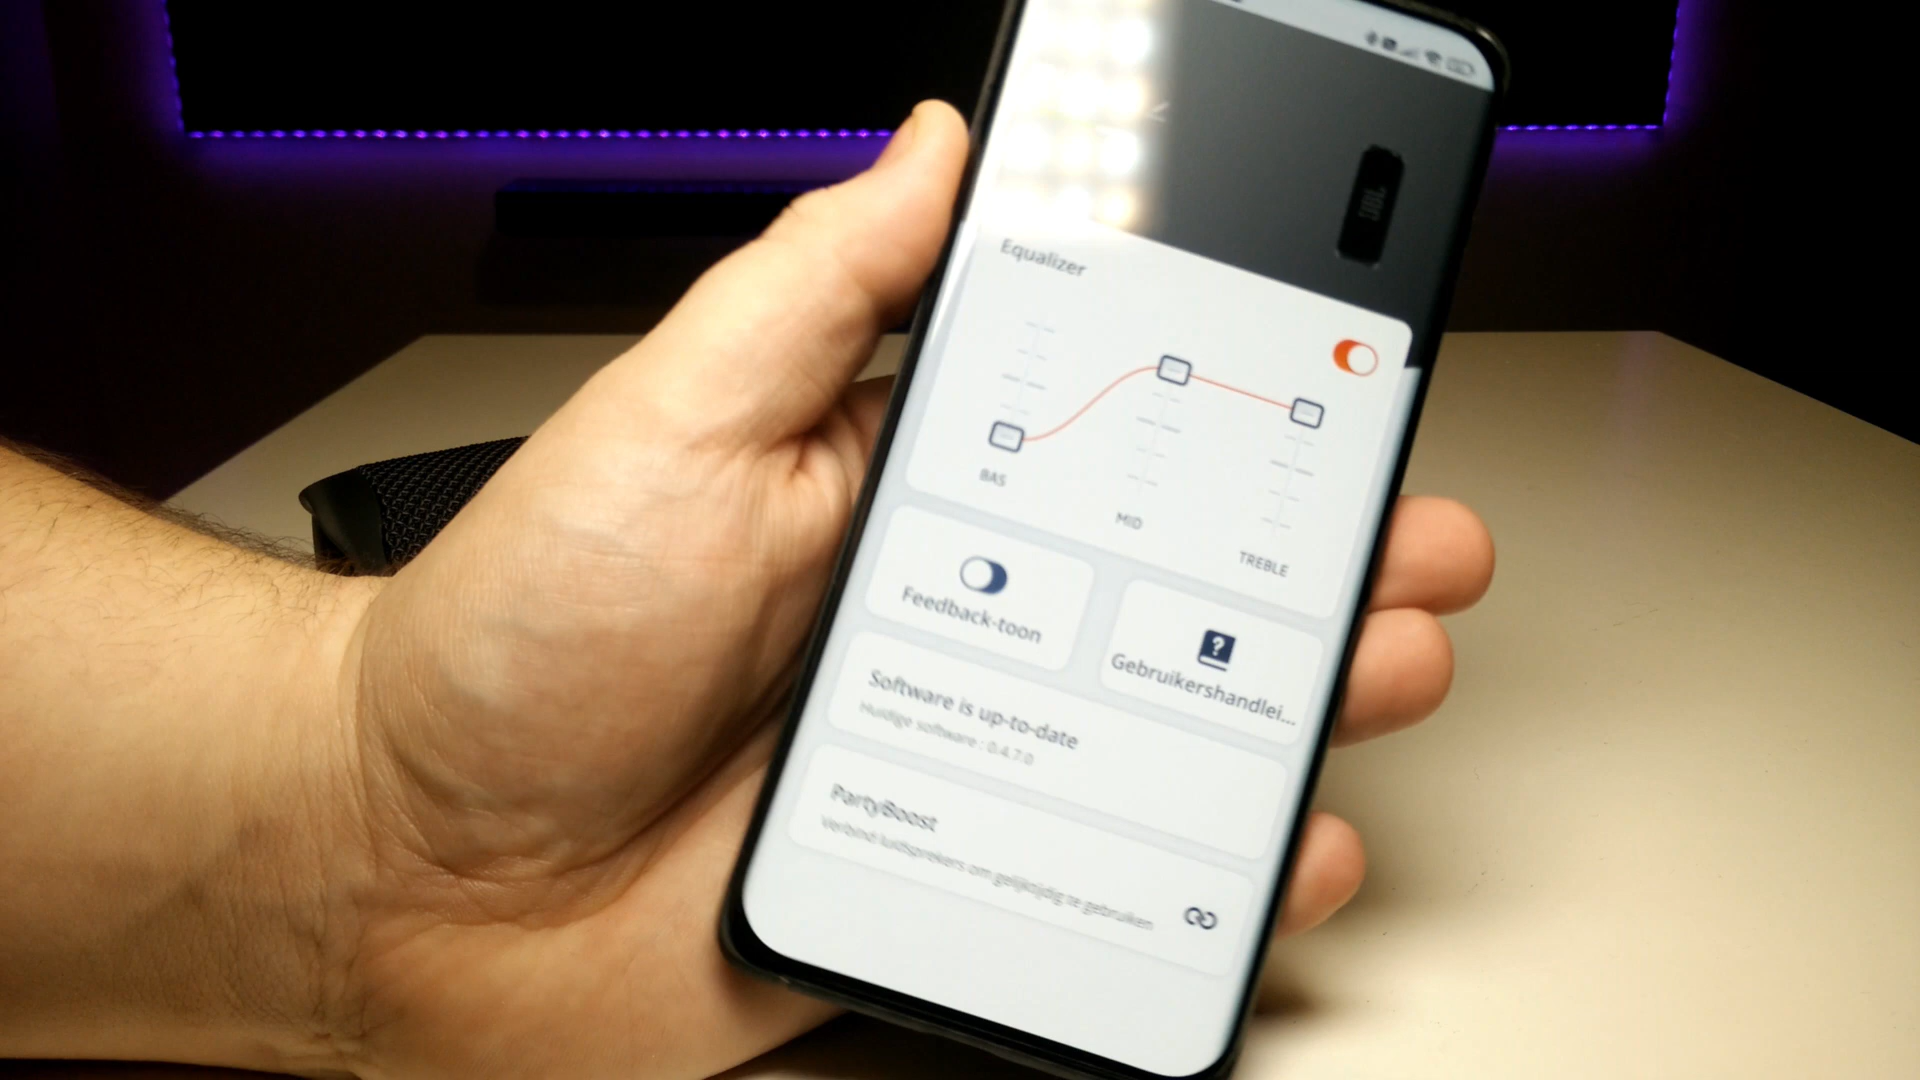 JBL
Equalizer
BAS
MID
TREBLE
Feedback-toon
Gebruikershandlei...
Software is up-to-date
Huidige software : 0.4.7.0
PartyBoost
Verbind luidsprekers om gelijktijdig te gebruiken